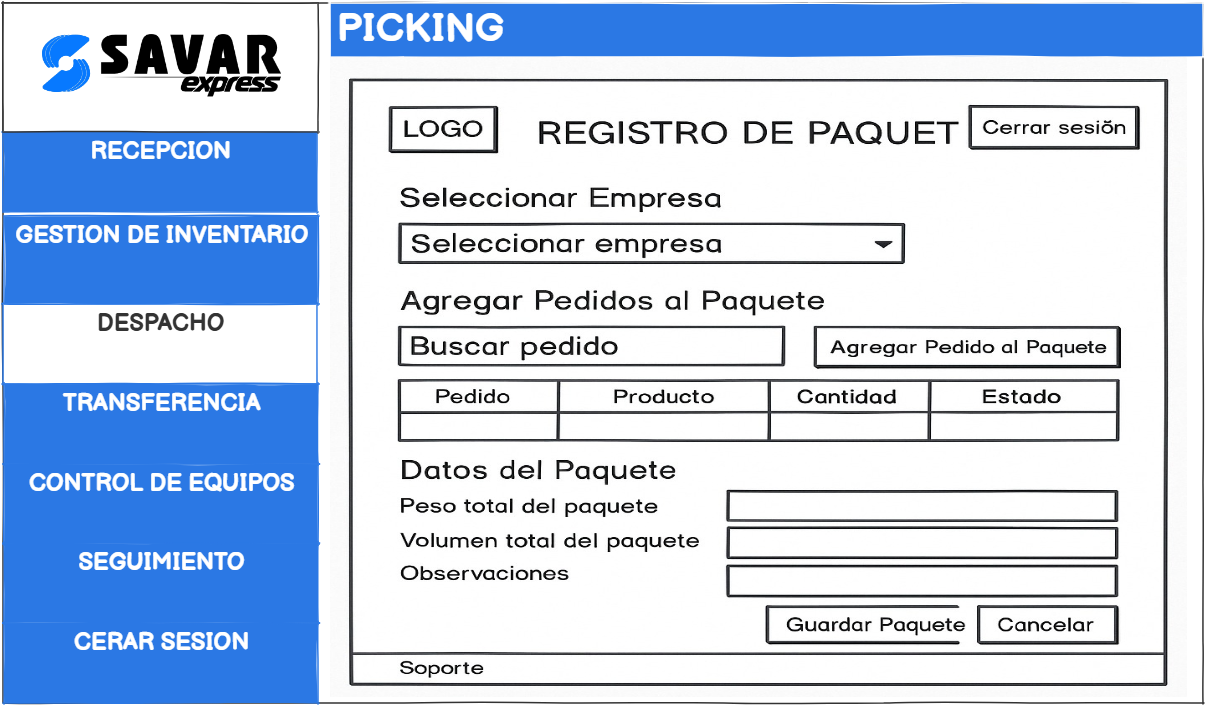 SAVAR
express
RECEPCION
GESTION DE INVENTARIO
DESPACHO
TRANSFERENCIA
CONTROL DE EQUIPOS
SEGUIMIENTO
CERAR SESION
PICKING
LOGO
REGISTRO DE PAQUET
Cerrar sesión
Seleccionar Empresa
Seleccionar empresa
Agregar Pedidos al Paquete
Buscar pedido
Agregar Pedido al Paquete
Pedido Producto Cantidad Estado
Datos del Paquete
Peso total del paquete
Volumen total del paquete
Observaciones
Guardar Paquete
Cancelar
Soporte